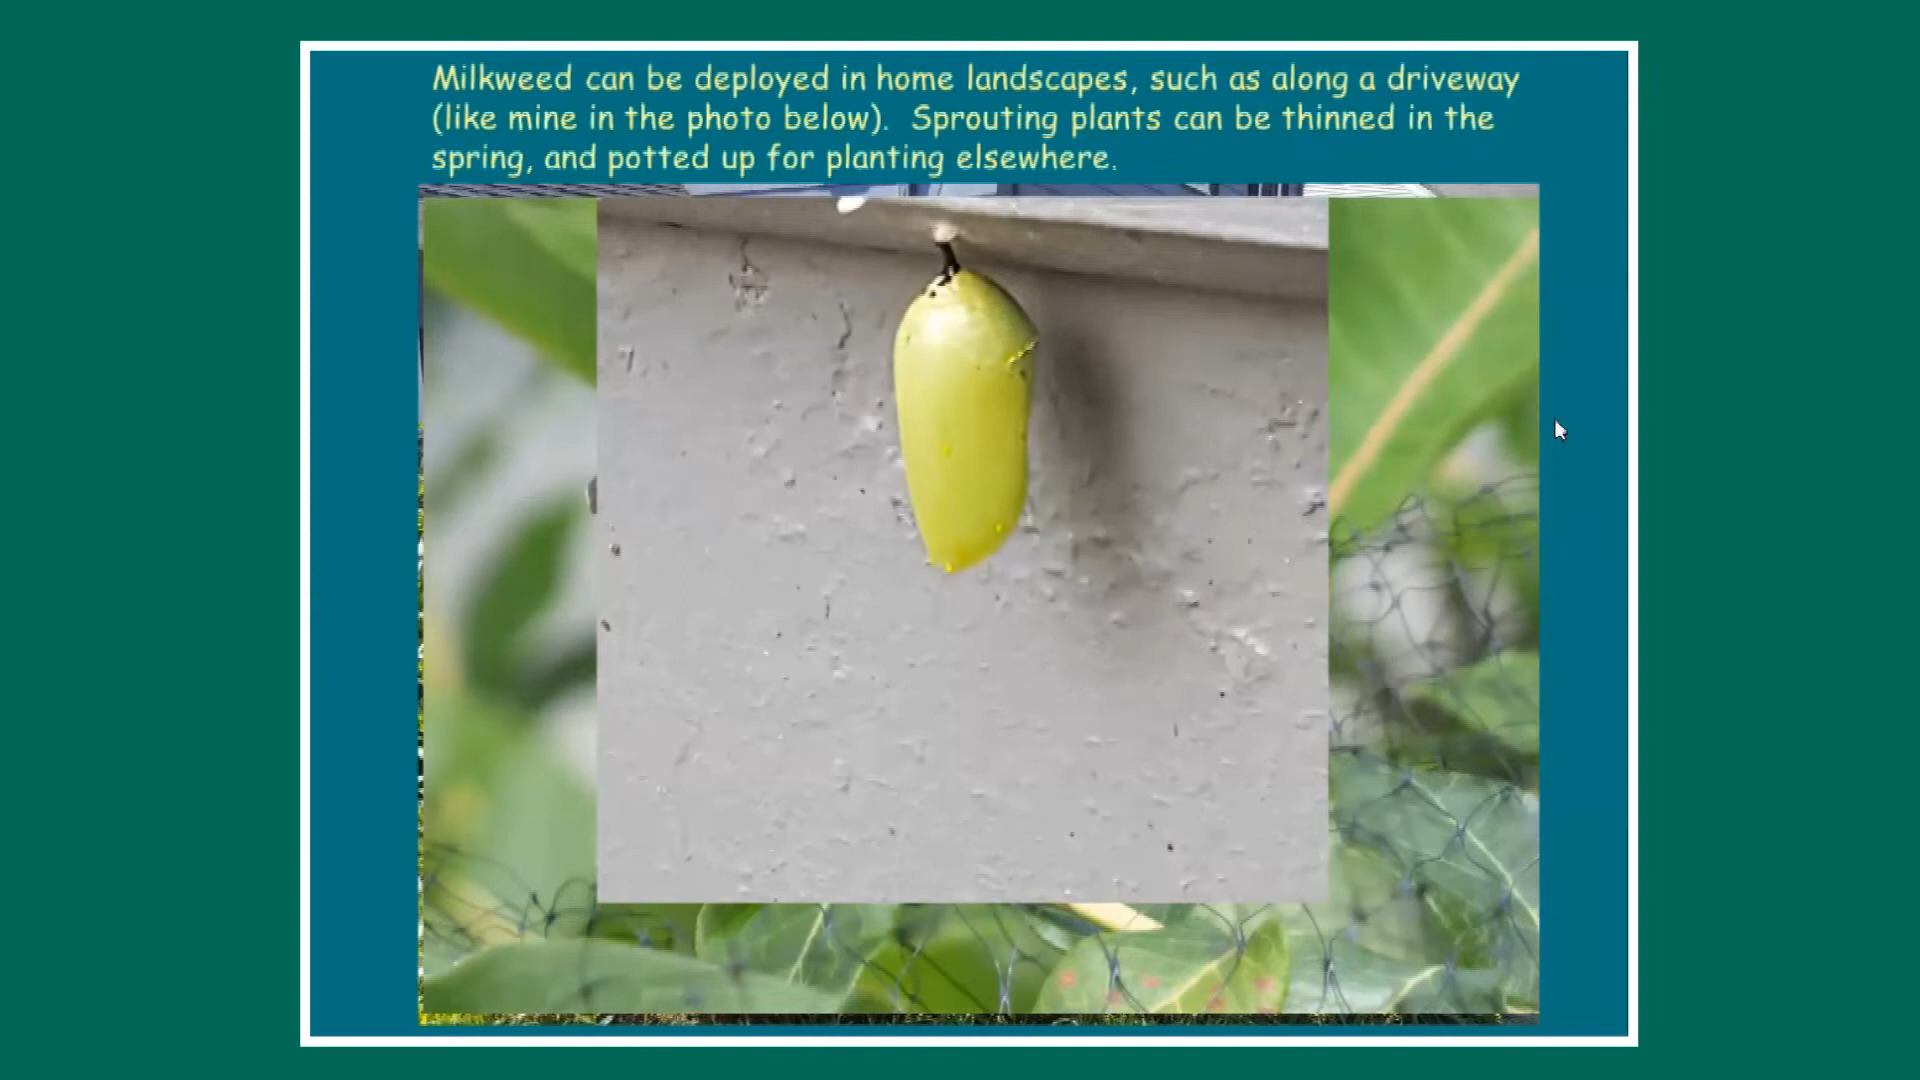 Milkweed can be deployed in home landscapes, such as along a driveway
(like mine in the photo below).  Sprouting plants can be thinned in the
spring, and potted up for planting elsewhere.